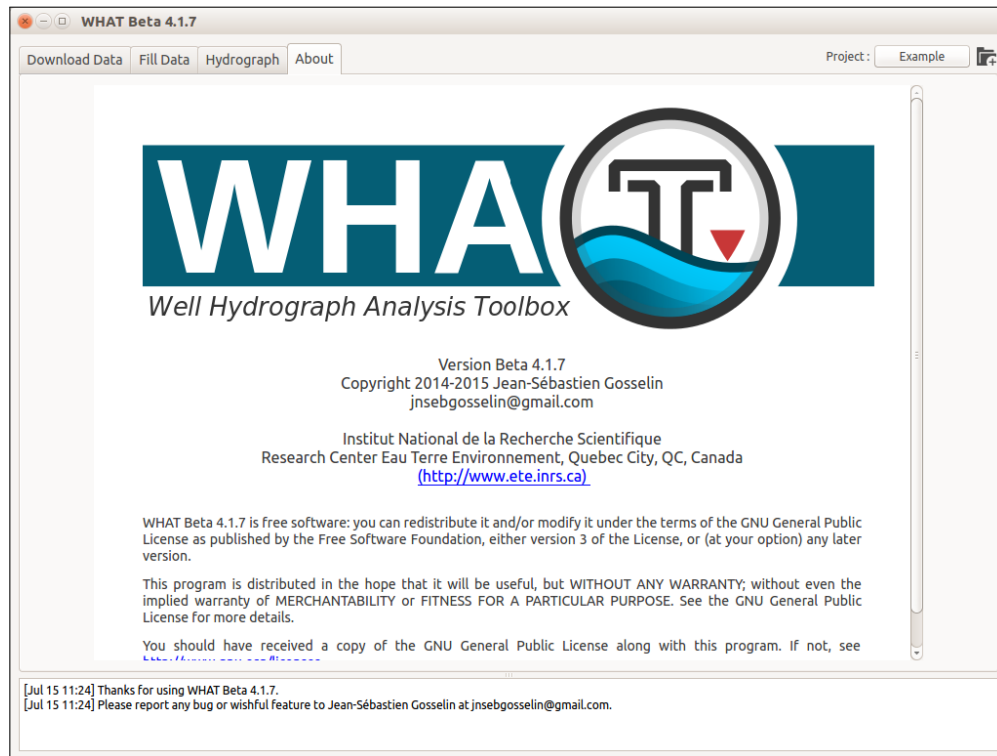 WHAT Beta 4.1.7
Download Data Fill Data Hydrograph About Project : Example
WHAT
Well Hydrograph Analysis Toolbox
Version Beta 4.1.7
Copyright 2014-2015 Jean-Sébastien Gosselin
jnsebgosselin@gmail.com
Institut National de la Recherche Scientifique
Research Center Eau Terre Environnement, Quebec City, QC, Canada
(http://www.ete.inrs.ca)
WHAT Beta 4.1.7 is free software: you can redistribute it and/or modify it under the terms of the GNU General Public
License as published by the Free Software Foundation, either version 3 of the License, or (at your option) any later
version.
This program is distributed in the hope that it will be useful, but WITHOUT ANY WARRANTY; without even the
implied warranty of MERCHANTABILITY or FITNESS FOR A PARTICULAR PURPOSE. See the GNU General Public
License for more details.
You should have received a copy of the GNU General Public License along with this program. If not, see
http://www.gnu.org/licenses
[Jul 15 11:24] Thanks for using WHAT Beta 4.1.7.
[Jul 15 11:24] Please report any bug or wishful feature to Jean-Sébastien Gosselin at jnsebgosselin@gmail.com.